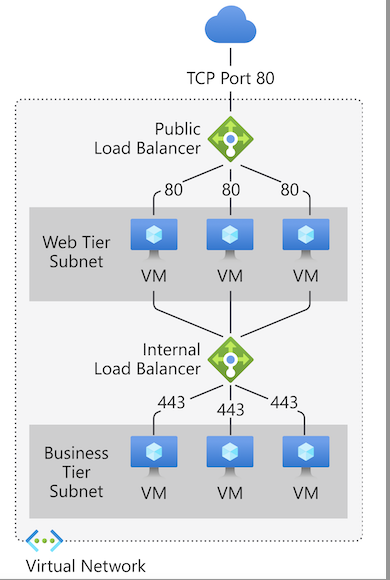 TCP Port 80
Public
Load Balancer
80 80 80
Web Tier
Subnet
VM VM VM
Internal
Load Balancer
443 443 443
Business
Tier
Subnet
VM VM VM
Virtual Network